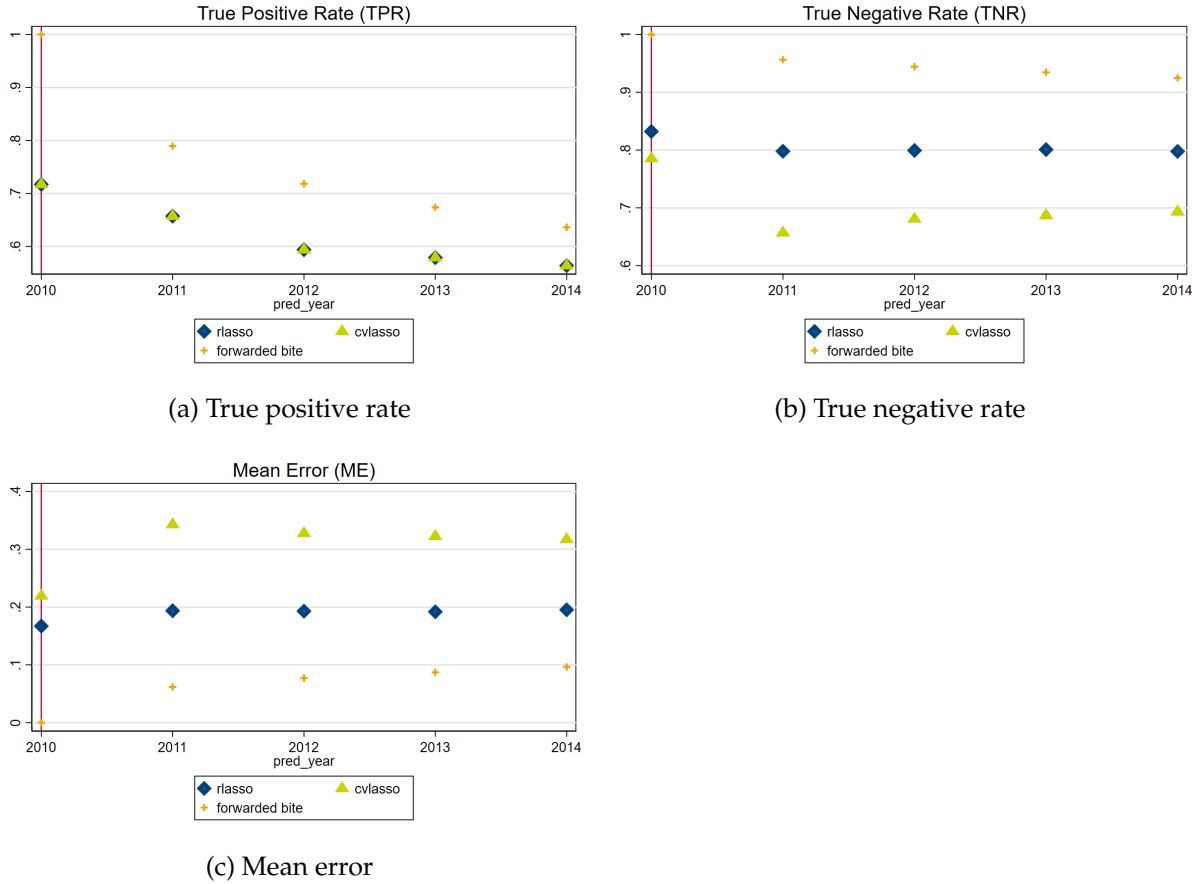 True Positive Rate (TPR)
1
.9
.8
.7
.6
2010 2011 2012 2013 2014
pred_year
rlasso cvlasso
forwarded bite
(a) True positive rate
True Negative Rate (TNR)
1
.9
.8
.7
.6
2010 2011 2012 2013 2014
pred_year
rlasso cvlasso
forwarded bite
(b) True negative rate
Mean Error (ME)
.4
.3
.2
.1
0
2010 2011 2012 2013 2014
pred_year
rlasso cvlasso
forwarded bite
(c) Mean error